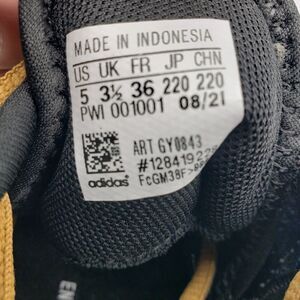 MADE IN INDONESIA
US UK FR JP CHN
5 3½ 36 220 220
PWI 001001 08/21
ART GY0843
adidas
EN